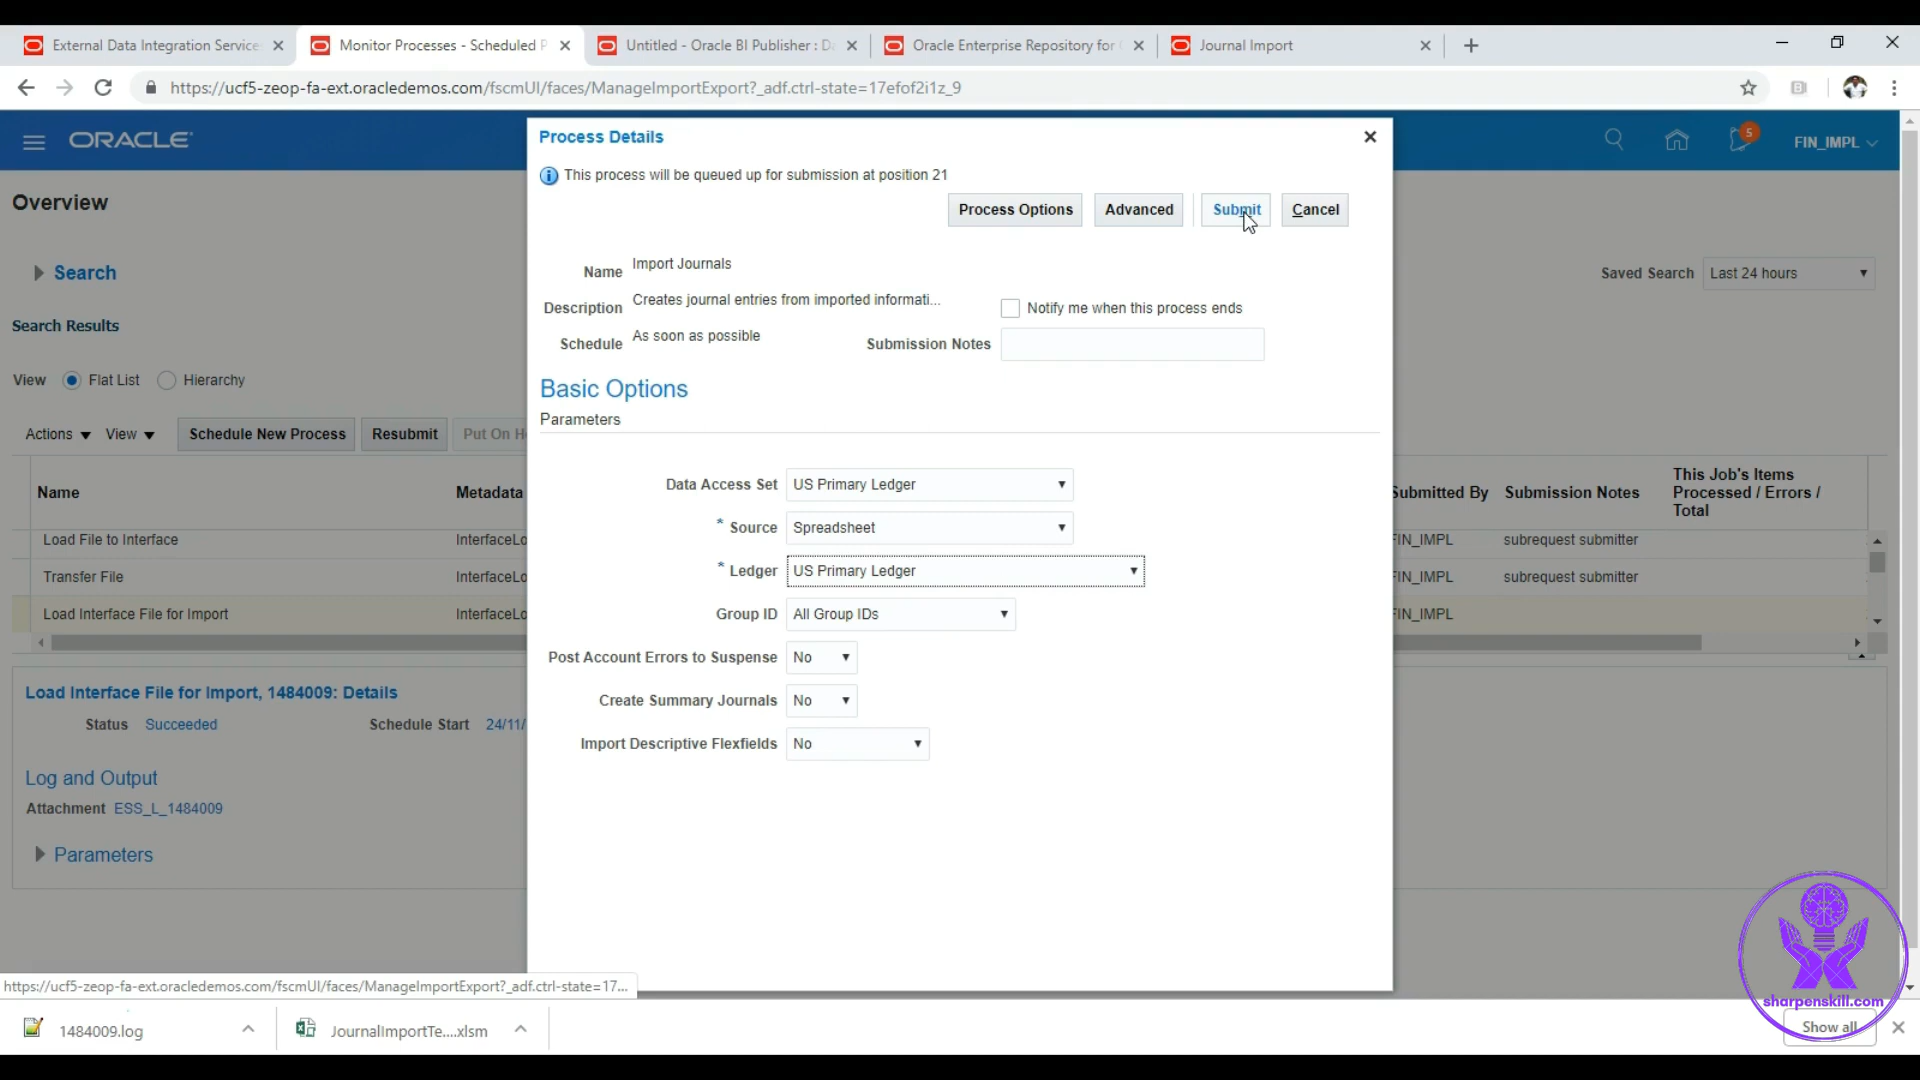 External Data Integration Service
Monitor Processes - Scheduled P
Untitled - Oracle BI Publisher : Da
Oracle Enterprise Repository for
Journal Import
https://ucf5-zeop-fa-ext.oracledemos.com/fscmUI/faces/ManageImportExport?_adf.ctrl-state=17efof2i1z_9
ORACLE
5
FIN_IMPL
Process Details
This process will be queued up for submission at position 21
Process Options
Advanced
Submit
Cancel
Overview
Search
Saved Search Last 24 hours
Search Results
View Flat List Hierarchy
Actions View Schedule New Process Resubmit Put On H
Name Import Journals
Description Creates journal entries from imported informati...
Notify me when this process ends
Schedule As soon as possible
Submission Notes
Basic Options
Parameters
Data Access Set US Primary Ledger
* Source Spreadsheet
* Ledger US Primary Ledger
Group ID All Group IDs
Post Account Errors to Suspense No
Create Summary Journals No
Import Descriptive Flexfields No
Name Metadata
Submitted By Submission Notes This Job's Items Processed / Errors / Total
Load File to Interface InterfaceLo FIN_IMPL subrequest submitter
Transfer File InterfaceLo FIN_IMPL subrequest submitter
Load Interface File for Import InterfaceLo FIN_IMPL
Load Interface File for Import, 1484009: Details
Status Succeeded Schedule Start 24/11/
Log and Output
Attachment ESS_L_1484009
Parameters
https://ucf5-zeop-fa-ext.oracledemos.com/fscmUI/faces/ManageImportExport?_adf.ctrl-state=17...
1484009.log
JournalImportTe....xlsm
Show all
sharpenskill.com